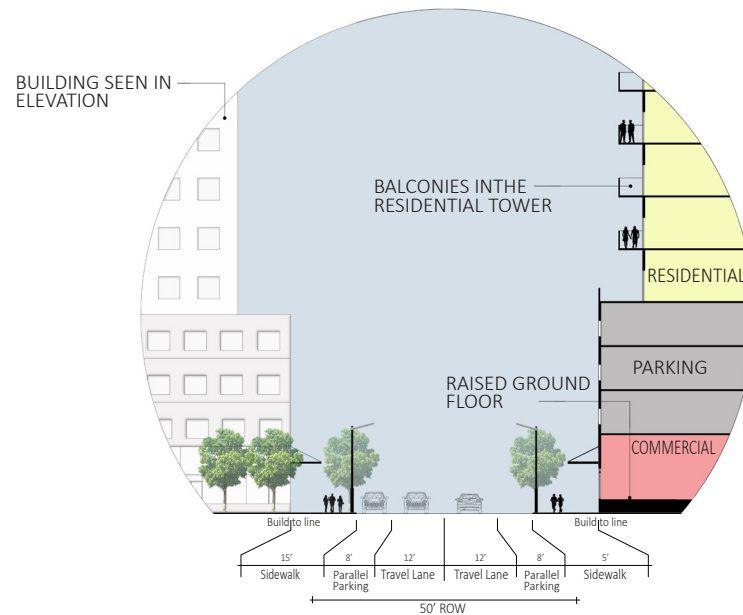 BUILDING SEEN IN
ELEVATION
BALCONIES INTHE
RESIDENTIAL TOWER
RESIDENTIAL
PARKING
RAISED GROUND
FLOOR
COMMERCIAL
Build to line
Build to line
15' 8' 12' 12' 8' 5'
Sidewalk Parallel Parking Travel Lane Travel Lane Parallel Parking Sidewalk
50' ROW